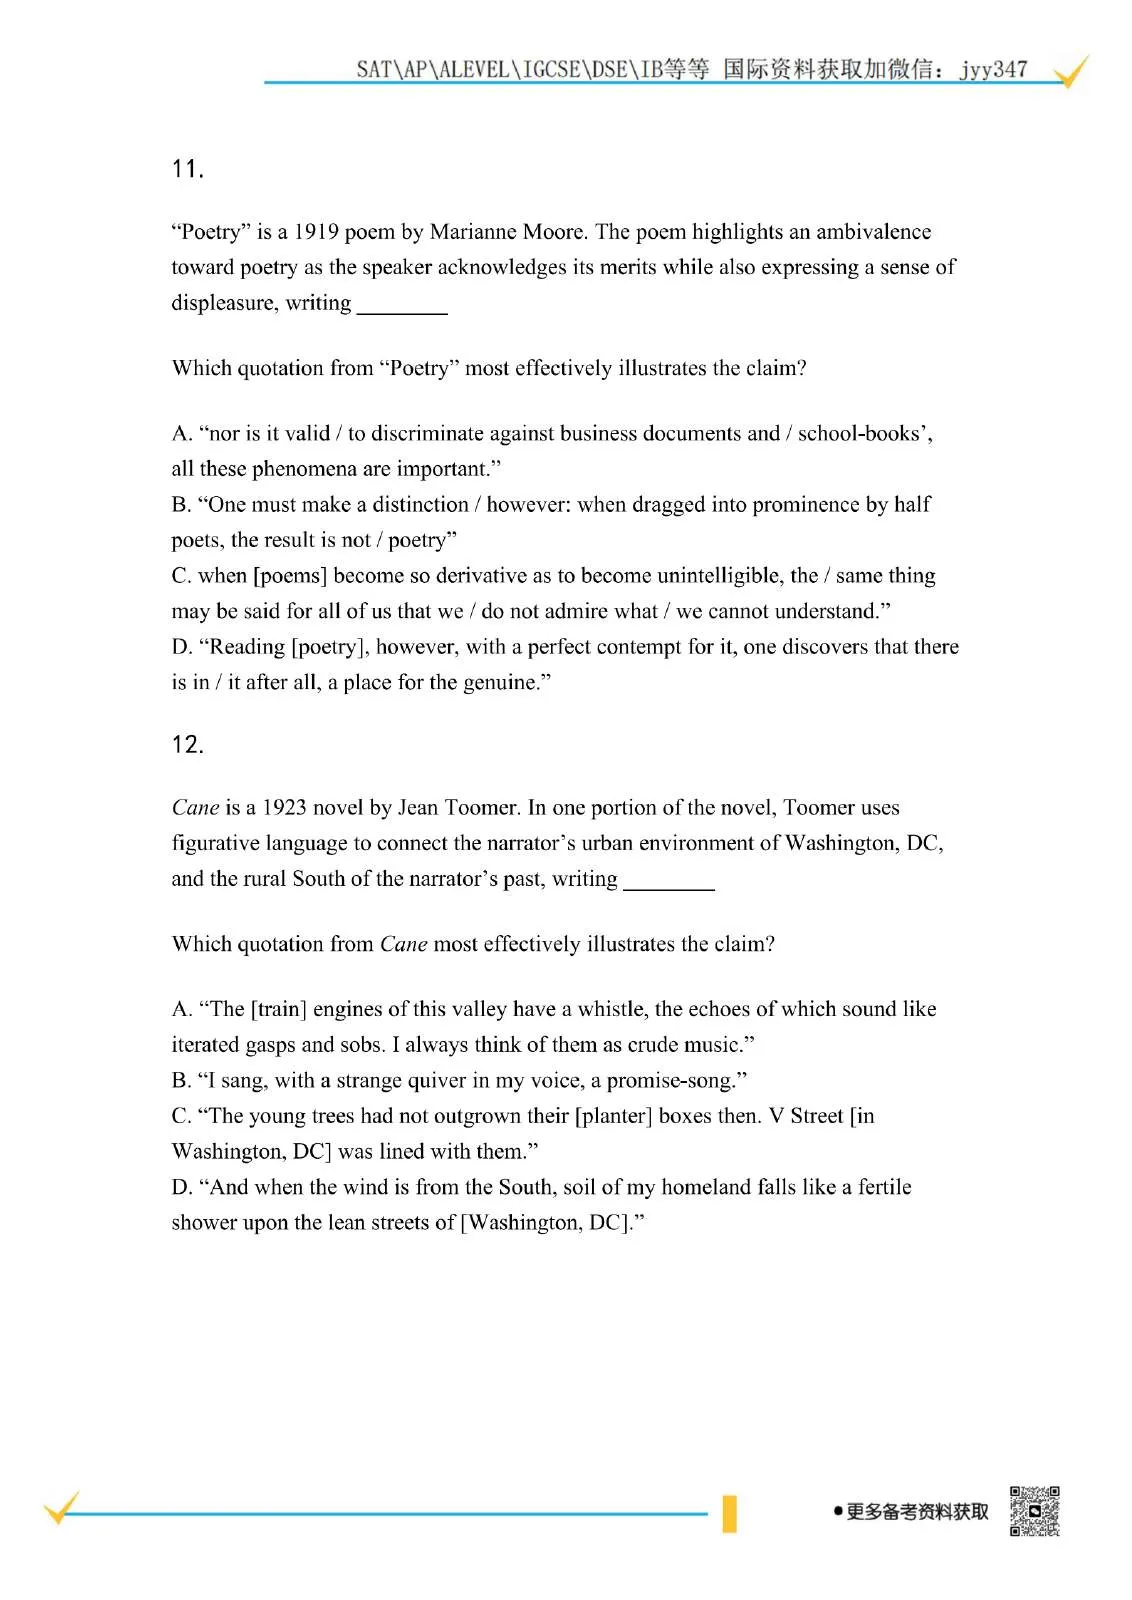 SAT\AP\ALEVEL\IGCSE\DSE\IB等等 国际资料获取加微信：jyy347
11.
“Poetry” is a 1919 poem by Marianne Moore. The poem highlights an ambivalence
toward poetry as the speaker acknowledges its merits while also expressing a sense of
displeasure, writing ________
Which quotation from “Poetry” most effectively illustrates the claim?
A. “nor is it valid / to discriminate against business documents and / school-books’,
all these phenomena are important.”
B. “One must make a distinction / however: when dragged into prominence by half
poets, the result is not / poetry”
C. when [poems] become so derivative as to become unintelligible, the / same thing
may be said for all of us that we / do not admire what / we cannot understand.”
D. “Reading [poetry], however, with a perfect contempt for it, one discovers that there
is in / it after all, a place for the genuine.”
12.
Cane is a 1923 novel by Jean Toomer. In one portion of the novel, Toomer uses
figurative language to connect the narrator’s urban environment of Washington, DC,
and the rural South of the narrator’s past, writing ________
Which quotation from Cane most effectively illustrates the claim?
A. “The [train] engines of this valley have a whistle, the echoes of which sound like
iterated gasps and sobs. I always think of them as crude music.”
B. “I sang, with a strange quiver in my voice, a promise-song.”
C. “The young trees had not outgrown their [planter] boxes then. V Street [in
Washington, DC] was lined with them.”
D. “And when the wind is from the South, soil of my homeland falls like a fertile
shower upon the lean streets of [Washington, DC].”
•更多备考资料获取